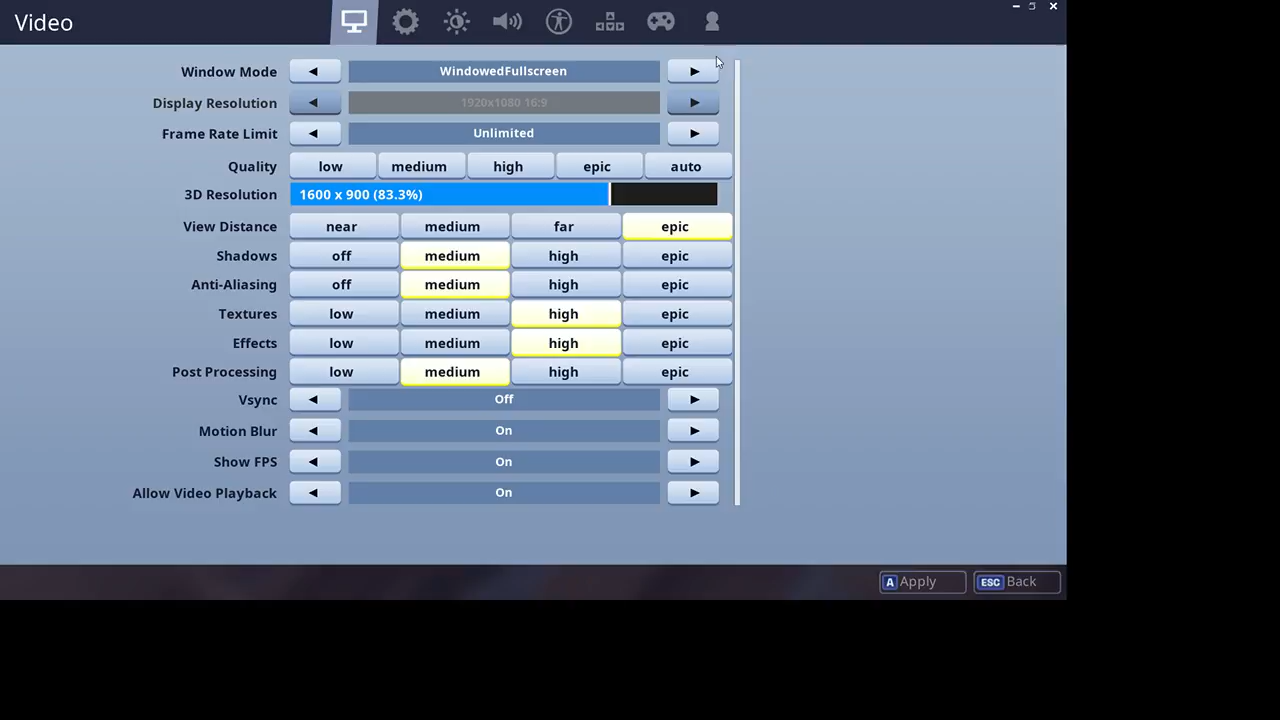 Video
Window Mode WindowedFullscreen
Display Resolution 1920x1080 16:9
Frame Rate Limit Unlimited
Quality low medium high epic auto
3D Resolution 1600 x 900 (83.3%)
View Distance near medium far epic
Shadows off medium high epic
Anti-Aliasing off medium high epic
Textures low medium high epic
Effects low medium high epic
Post Processing low medium high epic
Vsync Off
Motion Blur On
Show FPS On
Allow Video Playback On
A Apply ESC Back